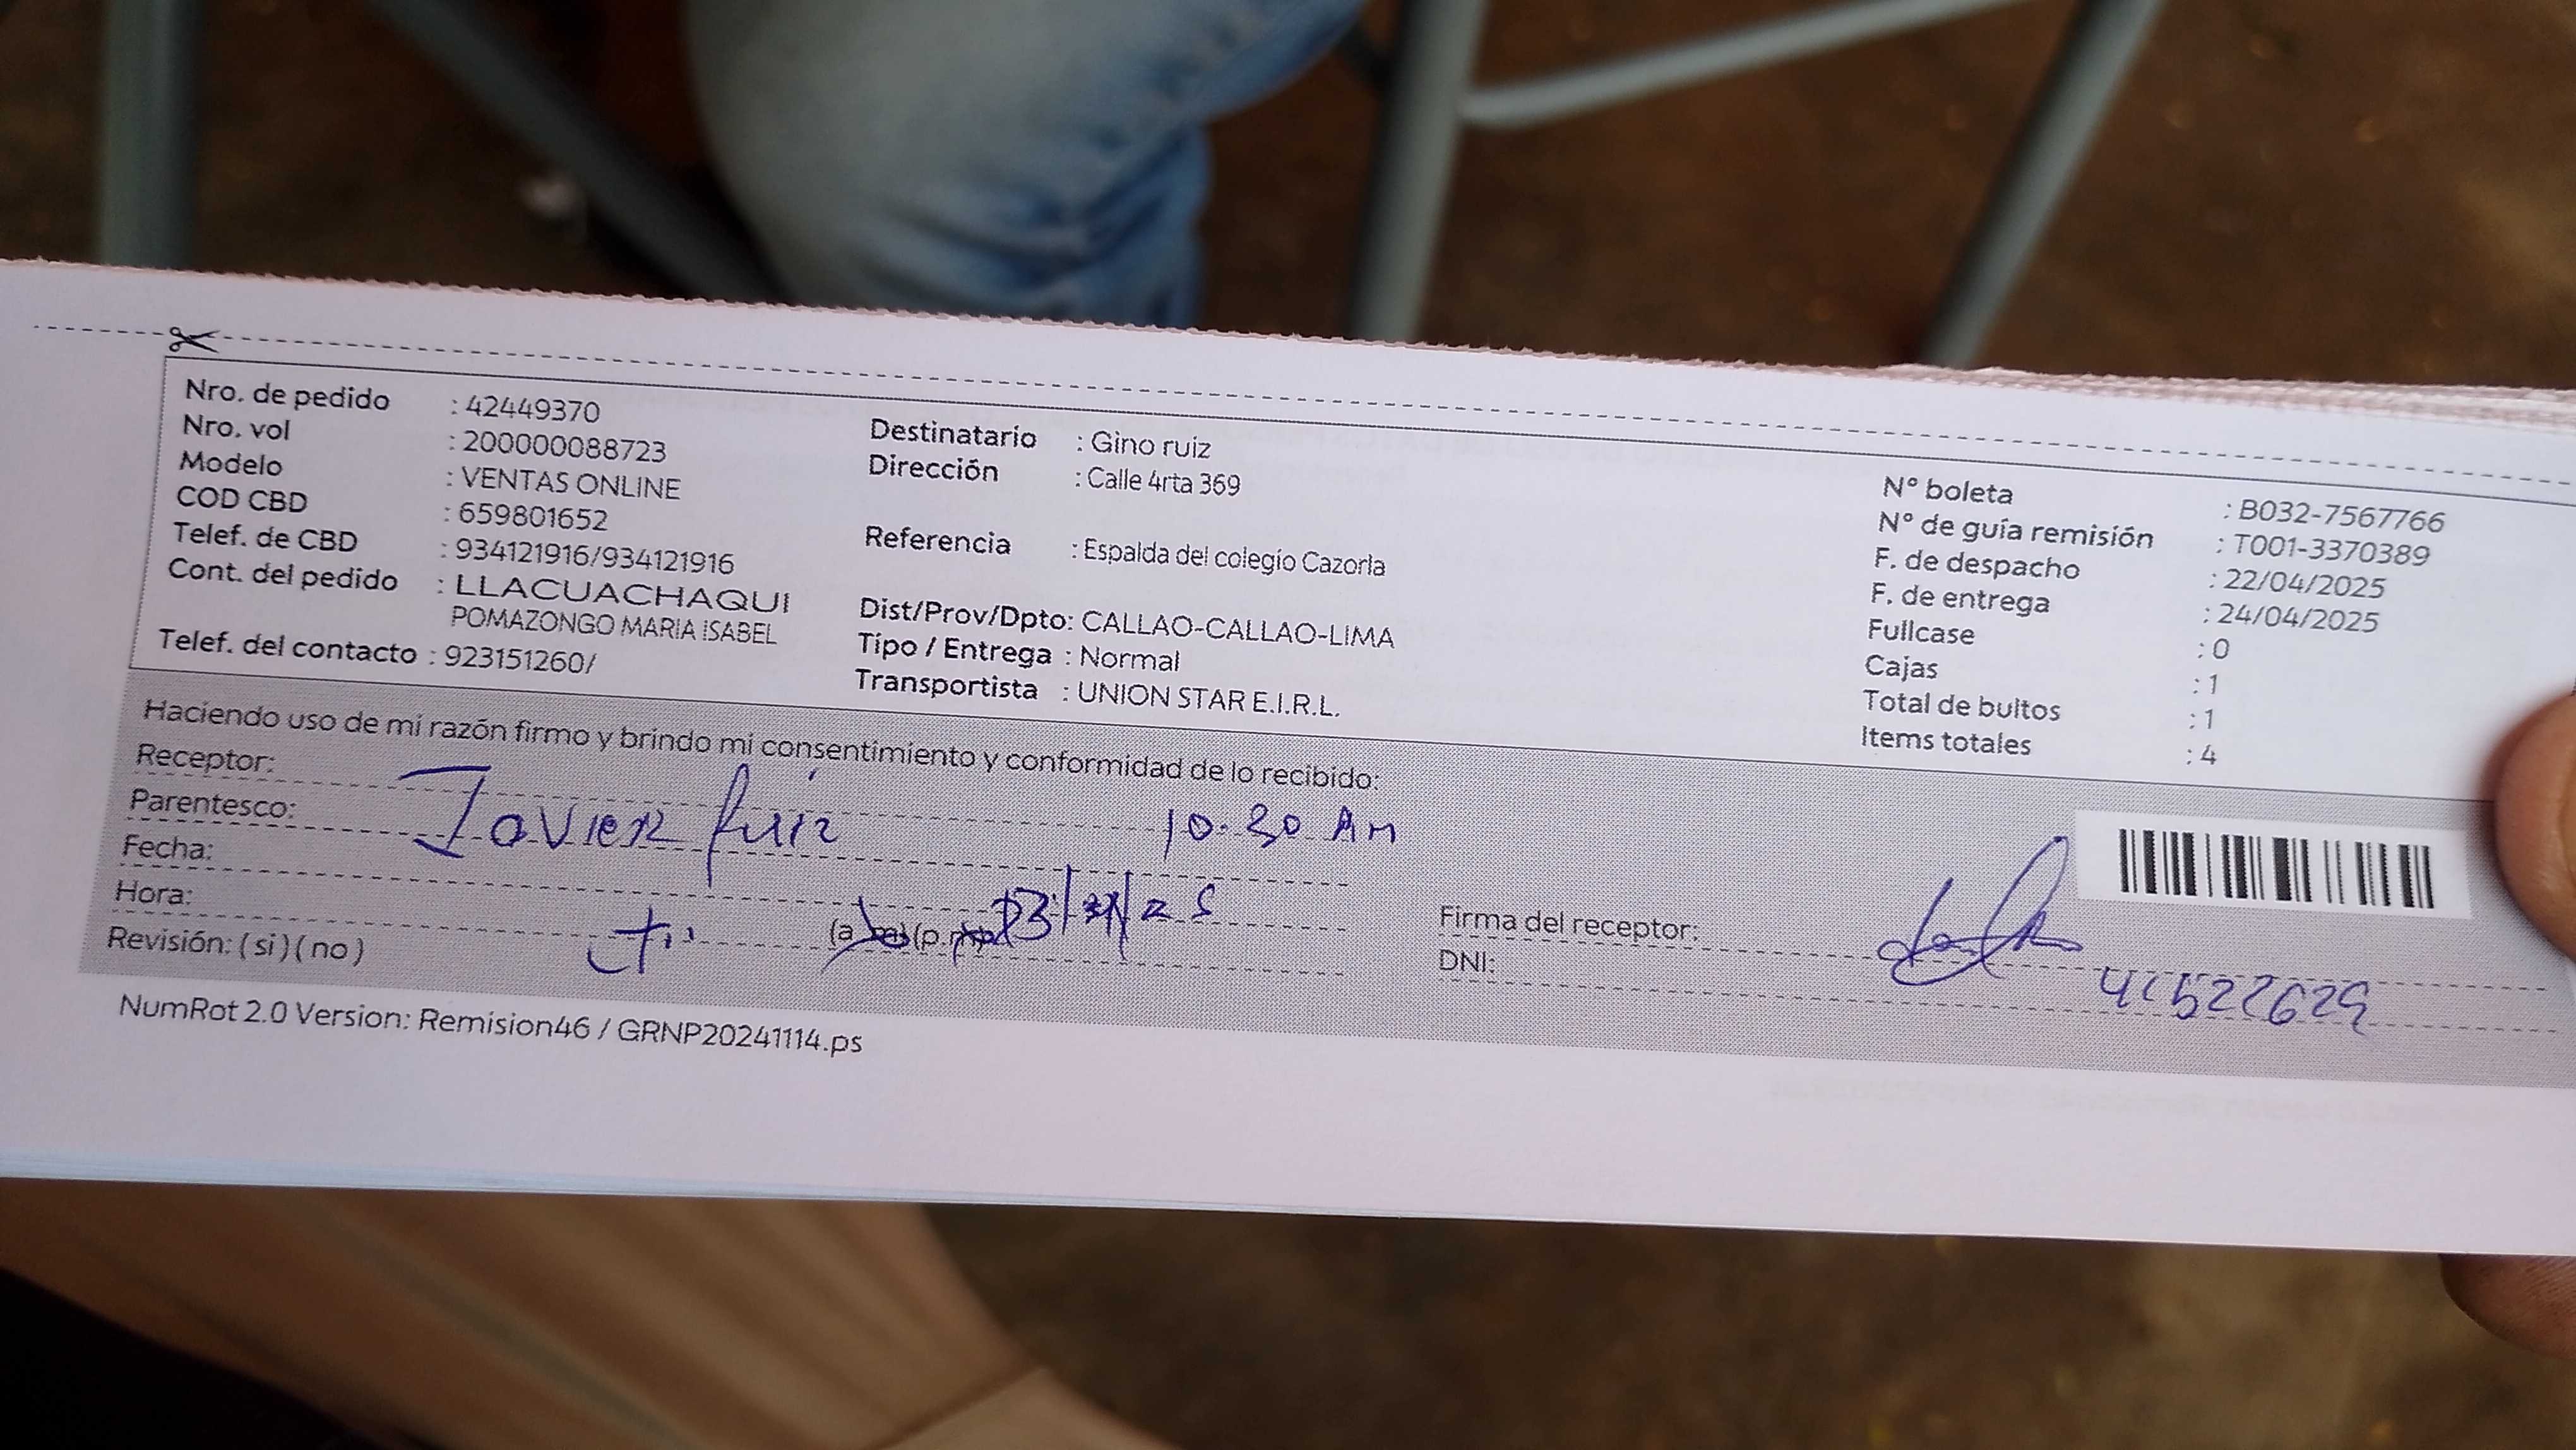 Nro. de pedido : 42449370
Nro. vol : 200000088723
Modelo : VENTAS ONLINE
COD CBD : 659801652
Telef. de CBD : 934121916/934121916
Cont. del pedido : LLACUACHAQUI
POMAZONGO MARIA ISABEL
Telef. del contacto : 923151260/
Destinatario : Gino ruiz
Dirección : Calle 4rta 369
Referencia : Espalda del colegio Cazorla
Dist/Prov/Dpto: CALLAO-CALLAO-LIMA
Tipo / Entrega : Normal
Transportista : UNION STAR E.I.R.L.
N° boleta : B032-7567766
N° de guía remisión : T001-3370389
F. de despacho : 22/04/2025
F. de entrega : 24/04/2025
Fullcase : 0
Cajas : 1
Total de bultos : 1
Items totales : 4
Haciendo uso de mi razón firmo y brindo mi consentimiento y conformidad de lo recibido:
Receptor:
Parentesco: Javier Ruiz 10:30 AM
Fecha:
Hora:
Revisión: ( si ) ( no )
Firma del receptor:
DNI:
NumRot 2.0 Version: Remision46 / GRNP20241114.ps